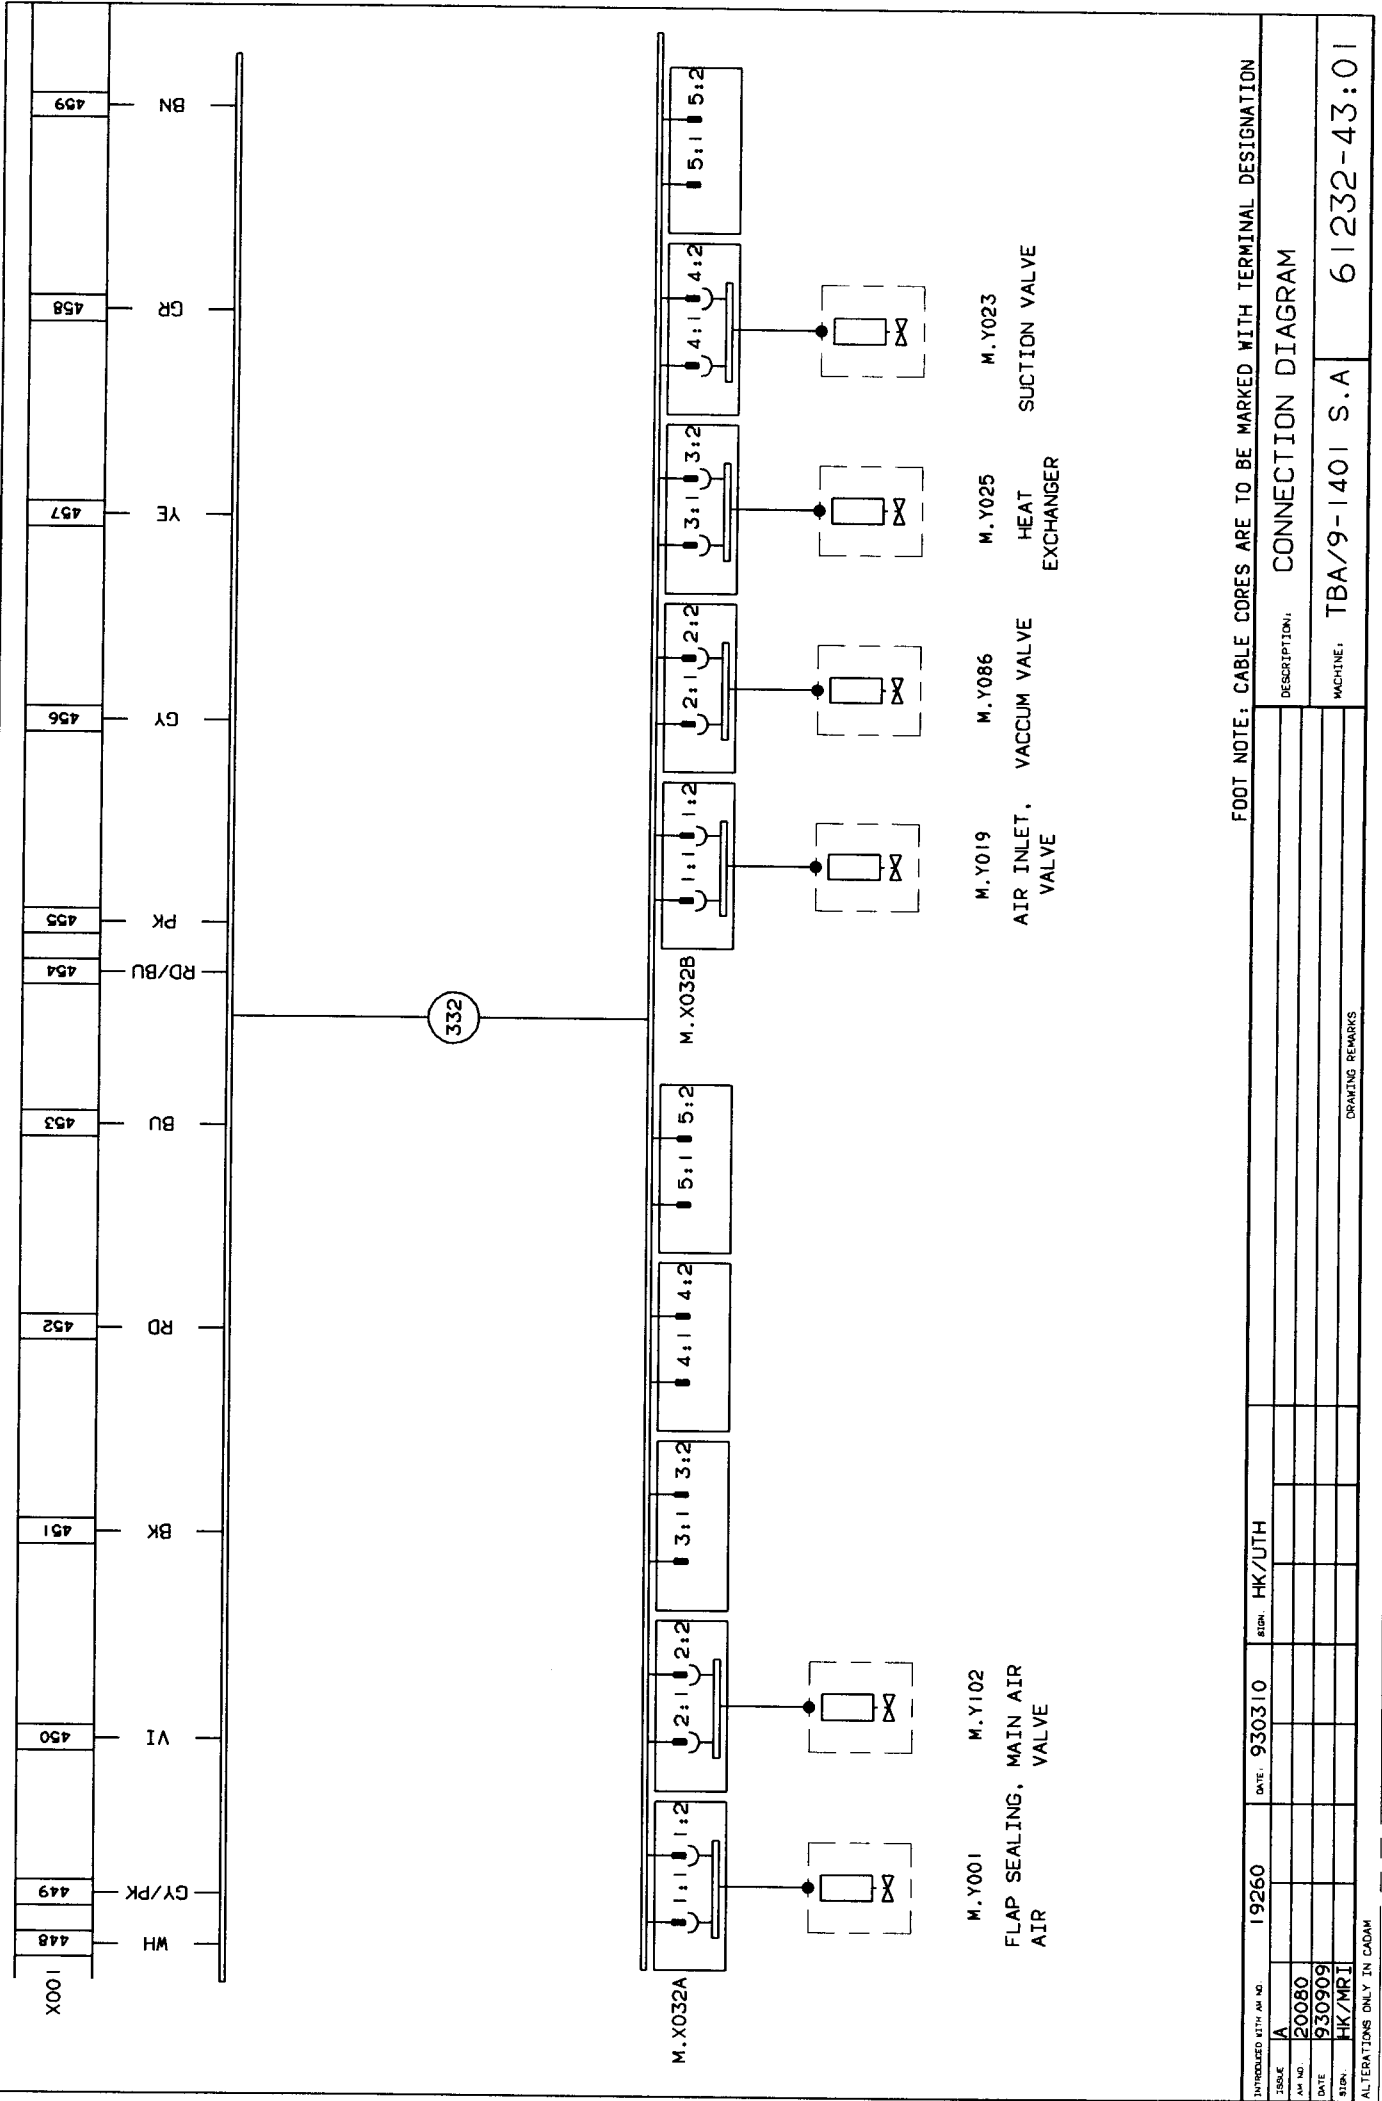 X001
448
449
450
451
452
453
454
455
456
457
458
459
WH
GY/PK
VI
BK
RD
BU
RD/BU
PK
GY
YE
GR
BN
332
M.X032A
1:1 1:2
2:1 2:2
3:1 3:2
4:1 4:2
5:1 5:2
M.X032B
1:1 1:2
2:1 2:2
3:1 3:2
4:1 4:2
5:1 5:2
M.Y001
FLAP SEALING,
AIR
M.Y102
MAIN AIR
VALVE
M.Y019
AIR INLET,
VALVE
M.Y086
VACCUM VALVE
M.Y025
HEAT
EXCHANGER
M.Y023
SUCTION VALVE
FOOT NOTE: CABLE CORES ARE TO BE MARKED WITH TERMINAL DESIGNATION
INTRODUCED WITH AM NO. 19260
DATE: 930310
SIGN. HK/UTH
ISSUE A
AM NO. 20080
DATE 930909
SIGN. HK/MRI
DRAWING REMARKS
DESCRIPTION: CONNECTION DIAGRAM
MACHINE: TBA/9-1401 S.A
61232-43:01
ALTERATIONS ONLY IN CADAM